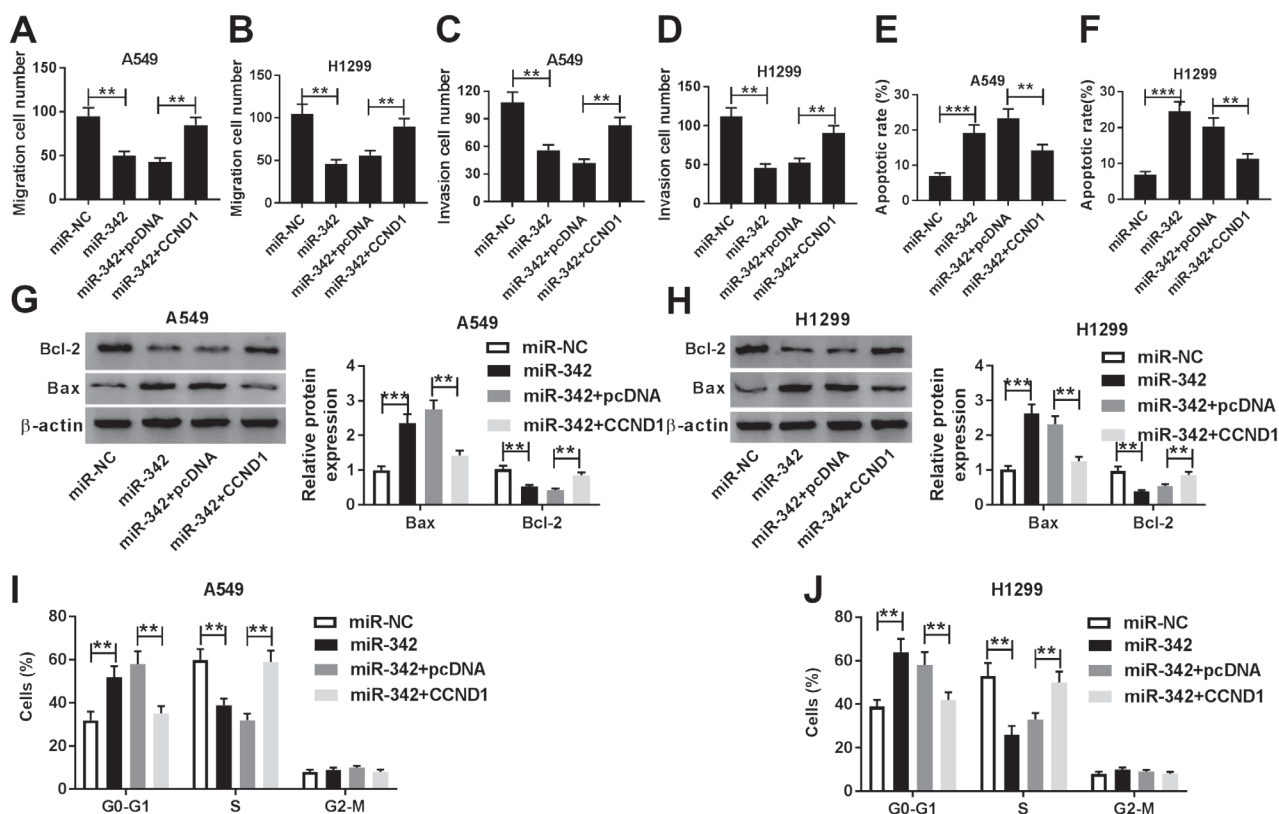 A
A549
Migration cell number
150
100
50
0
**
**
miR-NC
miR-342
miR-342+pcDNA
miR-342+CCND1
B
H1299
Migration cell number
150
100
50
0
**
**
miR-NC
miR-342
miR-342+pcDNA
miR-342+CCND1
C
A549
Invasion cell number
120
90
60
30
0
**
**
miR-NC
miR-342
miR-342+pcDNA
miR-342+CCND1
D
H1299
Invasion cell number
150
100
50
0
**
**
miR-NC
miR-342
miR-342+pcDNA
miR-342+CCND1
E
A549
Apoptotic rate (%)
30
20
10
0
***
**
miR-NC
miR-342
miR-342+pcDNA
miR-342+CCND1
F
H1299
Apoptotic rate(%)
30
20
10
0
***
**
miR-NC
miR-342
miR-342+pcDNA
miR-342+CCND1
G
A549
Bcl-2
Bax
β-actin
miR-NC
miR-342
miR-342+pcDNA
miR-342+CCND1
A549
miR-NC
miR-342
miR-342+pcDNA
miR-342+CCND1
Relative protein
expression
4
3
2
1
0
***
**
**
**
Bax
Bcl-2
H
H1299
Bcl-2
Bax
β-actin
miR-NC
miR-342
miR-342+pcDNA
miR-342+CCND1
H1299
miR-NC
miR-342
miR-342+pcDNA
miR-342+CCND1
Relative protein
expression
4
3
2
1
0
***
**
**
**
Bax
Bcl-2
I
A549
Cells (%)
80
60
40
20
0
**
**
**
**
miR-NC
miR-342
miR-342+pcDNA
miR-342+CCND1
G0-G1
S
G2-M
J
H1299
Cells (%)
80
60
40
20
0
**
**
**
**
miR-NC
miR-342
miR-342+pcDNA
miR-342+CCND1
G0-G1
S
G2-M